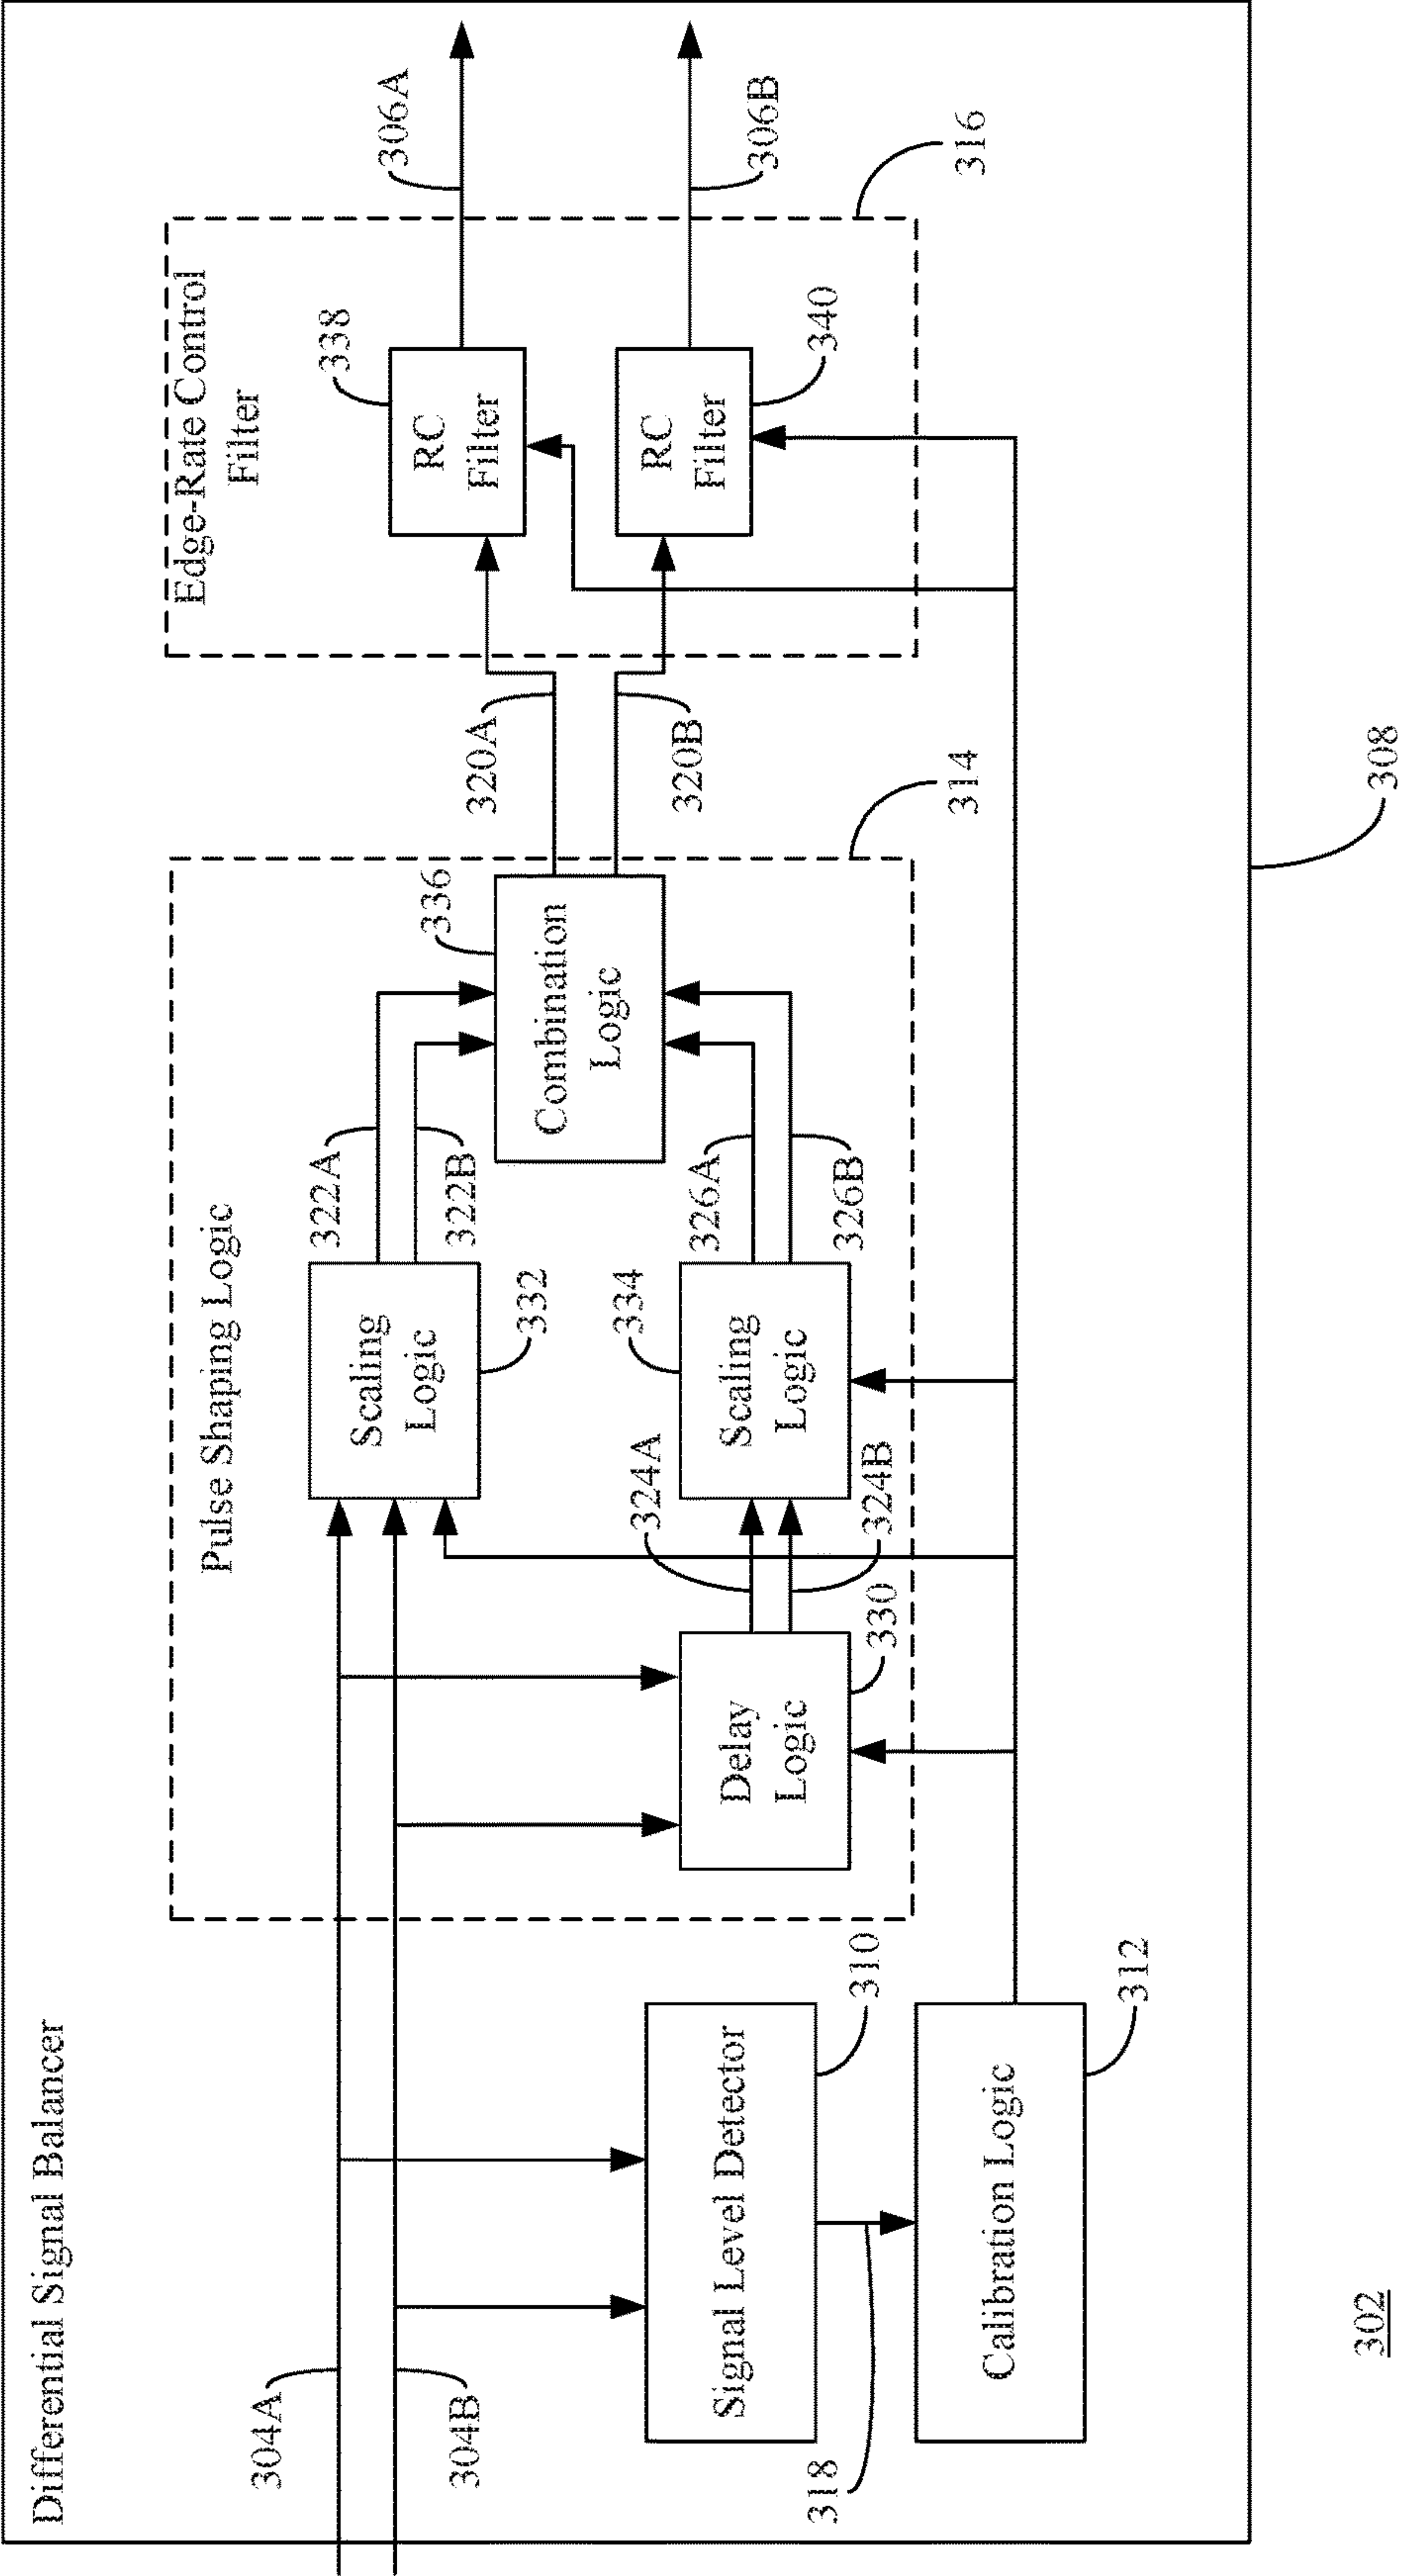 Differential Signal Balancer
304A
304B
318
Signal Level Detector
310
Calibration Logic
312
Pulse Shaping Logic
Delay
Logic
330
324A
324B
Scaling
Logic
332
Scaling
Logic
334
322A
322B
326A
326B
Combination
Logic
336
314
320A
320B
Edge-Rate Control
Filter
RC
Filter
338
RC
Filter
340
316
306A
306B
308
302